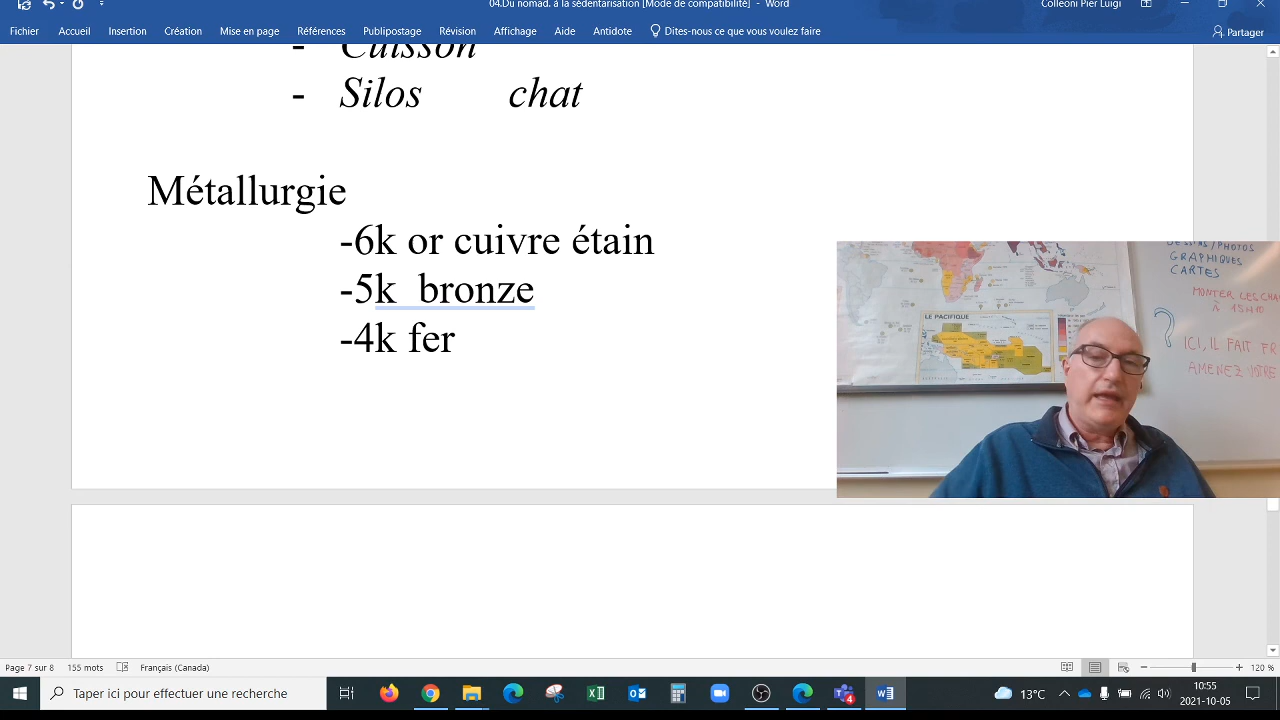 04.Du nomad. à la sédentarisation [Mode de compatibilité] - Word
Colleoni Pier Luigi
Fichier Accueil Insertion Création Mise en page Références Publipostage Révision Affichage Aide Antidote Dites-nous ce que vous voulez faire Partager
- Cuisson
- Silos chat
Métallurgie
-6k or cuivre étain
-5k bronze
-4k fer
DESSINS/PHOTOS
GRAPHIQUES
CARTES
MONTER LES CHA
À 15H10
?
ICI, IL FAIT FR
AMENEZ VOTRE
LE PACIFIQUE
Page 7 sur 8 155 mots Français (Canada) 120 %
Taper ici pour effectuer une recherche
4
13°C
10:55
2021-10-05